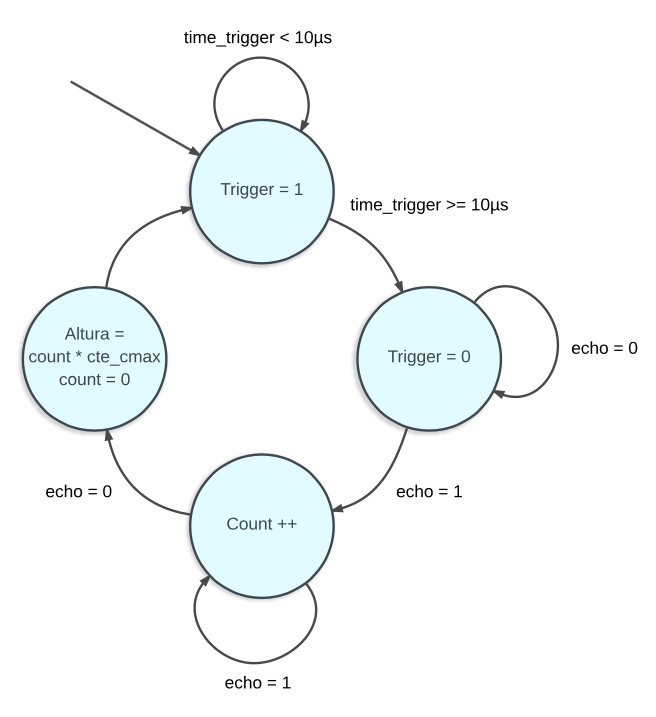 time_trigger < 10µs
Trigger = 1
time_trigger >= 10µs
Altura =
count * cte_cmax
count = 0
Trigger = 0
echo = 0
echo = 0
echo = 1
Count ++
echo = 1